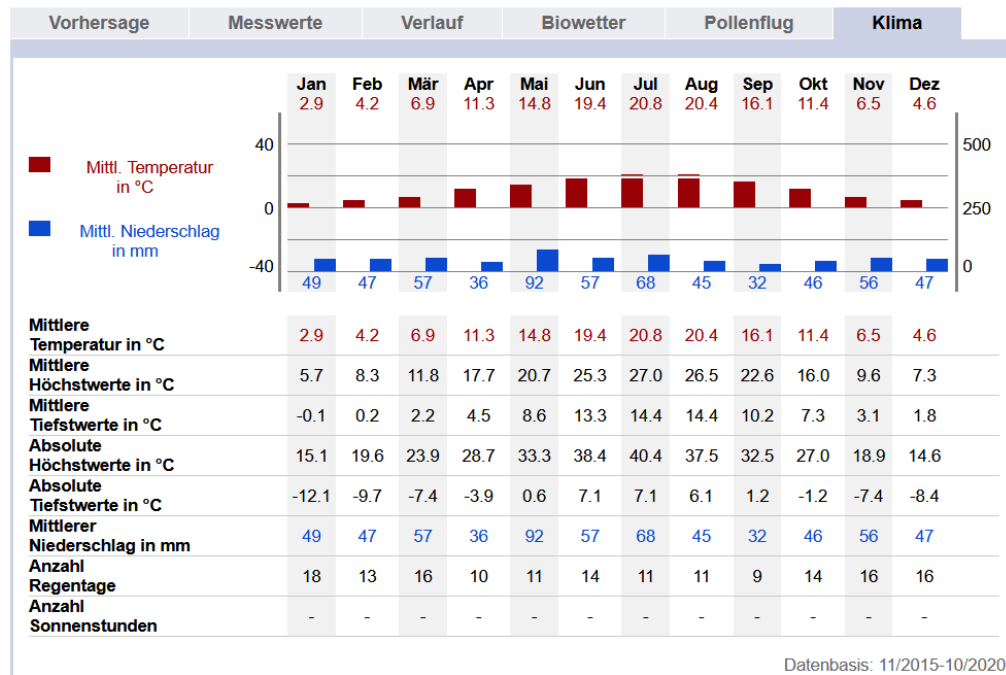 Vorhersage Messwerte Verlauf Biowetter Pollenflug Klima
Jan Feb Mär Apr Mai Jun Jul Aug Sep Okt Nov Dez
2.9 4.2 6.9 11.3 14.8 19.4 20.8 20.4 16.1 11.4 6.5 4.6
40 500
Mittl. Temperatur
in °C
0 250
Mittl. Niederschlag
in mm
-40 0
49 47 57 36 92 57 68 45 32 46 56 47
Mittlere
Temperatur in °C 2.9 4.2 6.9 11.3 14.8 19.4 20.8 20.4 16.1 11.4 6.5 4.6
Mittlere
Höchstwerte in °C 5.7 8.3 11.8 17.7 20.7 25.3 27.0 26.5 22.6 16.0 9.6 7.3
Mittlere
Tiefstwerte in °C -0.1 0.2 2.2 4.5 8.6 13.3 14.4 14.4 10.2 7.3 3.1 1.8
Absolute
Höchstwerte in °C 15.1 19.6 23.9 28.7 33.3 38.4 40.4 37.5 32.5 27.0 18.9 14.6
Absolute
Tiefstwerte in °C -12.1 -9.7 -7.4 -3.9 0.6 7.1 7.1 6.1 1.2 -1.2 -7.4 -8.4
Mittlerer
Niederschlag in mm 49 47 57 36 92 57 68 45 32 46 56 47
Anzahl
Regentage 18 13 16 10 11 14 11 11 9 14 16 16
Anzahl
Sonnenstunden - - - - - - - - - - - -
Datenbasis: 11/2015-10/2020